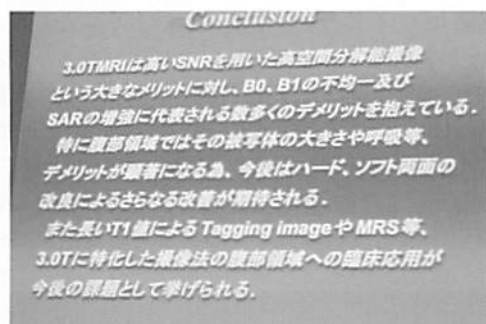 Conclusion
3.0TMRIは高いSNRを用いた高空間分解能撮像
という大きなメリットに対し、B0、B1の不均一及び
SARの増強に代表される数多くのデメリットを抱えている．
特に腹部領域ではその被写体の大きさや呼吸等、
デメリットが顕著になる為、今後はハード、ソフト両面の
改良によるさらなる改善が期待される．
また長いT1値によるTagging imageやMRS等、
3.0Tに特化した撮像法の腹部領域への臨床応用が
今後の課題として挙げられる．